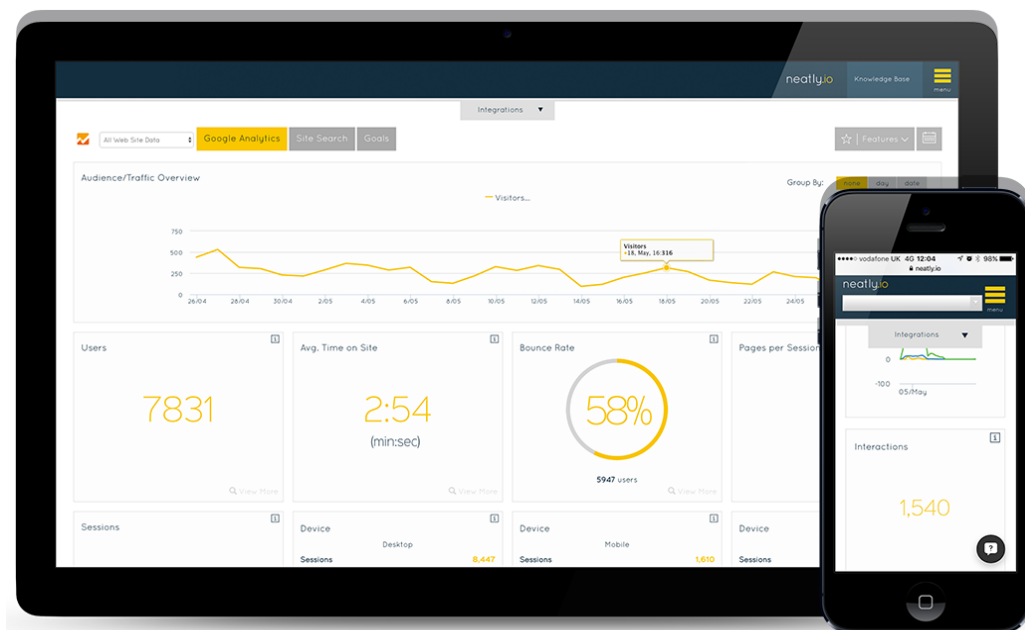 neatly.io
Knowledge Base
menu
Integrations
All Web Site Data
Google Analytics
Site Search
Goals
Features
Audience/Traffic Overview
Group By:
none
day
date
Visitors...
750
500
250
0
Visitors
18, May, 16:316
26/04
28/04
30/04
2/05
4/05
6/05
8/05
10/05
12/05
14/05
16/05
18/05
20/05
22/05
24/05
Users
7831
View More
Avg. Time on Site
2:54
(min:sec)
View More
Bounce Rate
58%
5947 users
View More
Pages per Session
Sessions
Device
Desktop
Sessions 8,447
Device
Mobile
Sessions 1,610
Device
Sessions
vodafone UK 4G 12:04 98%
neatly.io
neatly.io
menu
Integrations
0
-100
05/May
Interactions
1,540